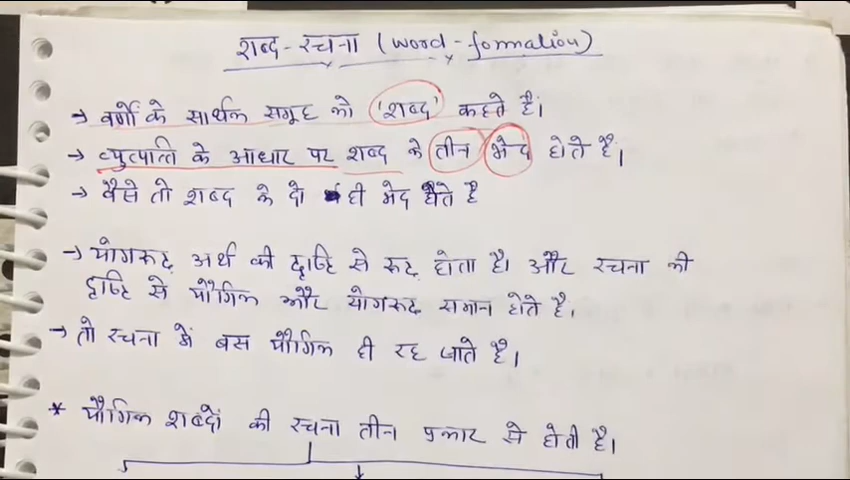 शब्द-रचना (word-formation)
→ वर्णों के सार्थक समूह को 'शब्द' कहते हैं।
→ व्युत्पत्ति के आधार पर शब्द के तीन भेद होते है।
→ वैसे तो शब्द के दो ही भेद होते है
→ योगरूढ़ अर्थ की दृष्टि से रूढ़ होता है। और रचना की
दृष्टि से यौगिक और योगरूढ़ समान होते है।
→ तो रचना में बस यौगिक ही रह जाते है।
* यौगिक शब्दों की रचना तीन प्रकार से होती है।